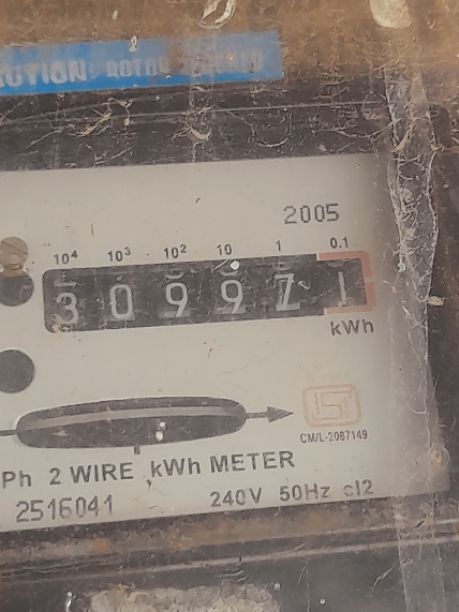 2005
10⁴ 10³ 10² 10 1 0.1
3 0 9 9 7 1
kWh
CM/L-2087149
Ph 2 WIRE kWh METER
2516041 240V 50Hz cl2